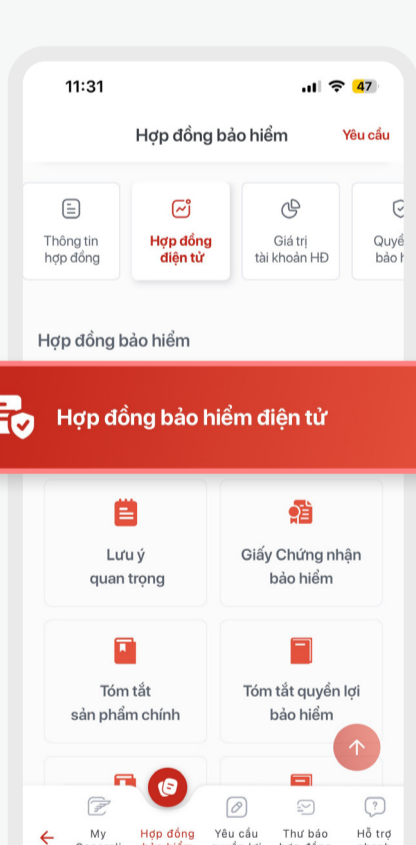 11:31
47
Hợp đồng bảo hiểm
Yêu cầu
Thông tin
hợp đồng
Hợp đồng
điện tử
Giá trị
tài khoản HĐ
Hợp đồng bảo hiểm
Hợp đồng bảo hiểm điện tử
Lưu ý
quan trọng
Giấy Chứng nhận
bảo hiểm
Tóm tắt
sản phẩm chính
Tóm tắt quyền lợi
bảo hiểm
My
Hợp đồng
Yêu cầu
Thư báo
Hỗ trợ